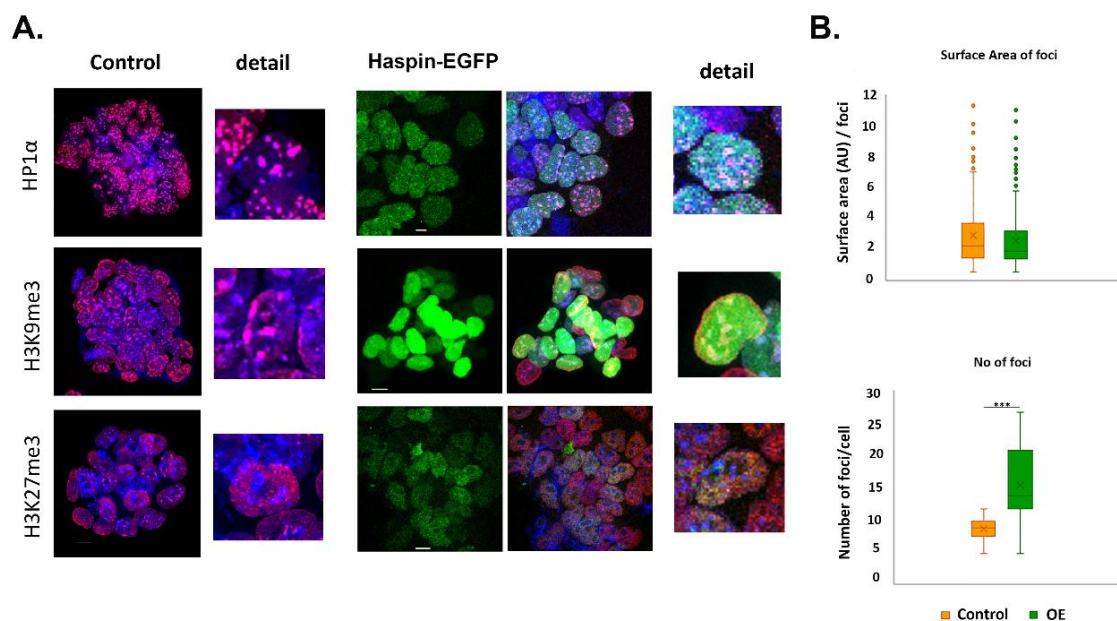 A.
Control
detail
Haspin-EGFP
detail
HP1α
H3K9me3
H3K27me3
B.
Surface Area of foci
Surface area (AU) / foci
12
10
8
6
4
2
0
No of foci
Number of foci/cell
30
25
20
15
10
5
0
***
Control
OE